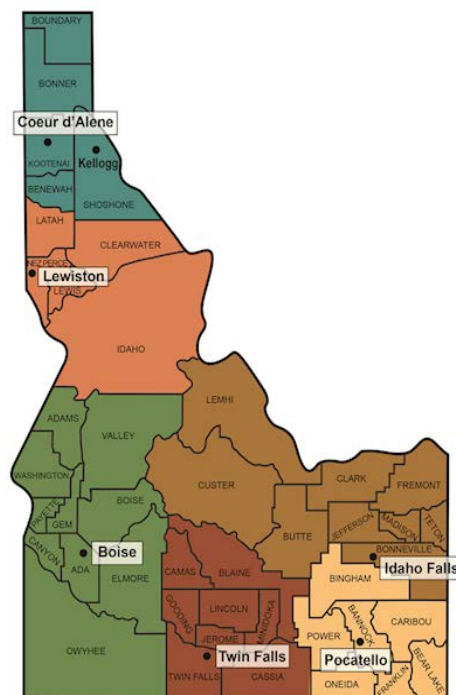 BOUNDARY
BONNER
Coeur d'Alene
KOOTENAI
Kellogg
BENEWAH
SHOSHONE
LATAH
CLEARWATER
NEZ PERCE
Lewiston
LEWIS
IDAHO
LEMHI
ADAMS
VALLEY
WASHINGTON
CUSTER
CLARK
FREMONT
PAYETTE
GEM
BOISE
BUTTE
JEFFERSON
MADISON
TETON
CANYON
ADA
Boise
ELMORE
CAMAS
BLAINE
BONNEVILLE
Idaho Falls
BINGHAM
GOODING
LINCOLN
MINIDOKA
JEROME
POWER
BANNOCK
CARIBOU
OWYHEE
Twin Falls
TWIN FALLS
CASSIA
Pocatello
ONEIDA
FRANKLIN
BEAR LAKE